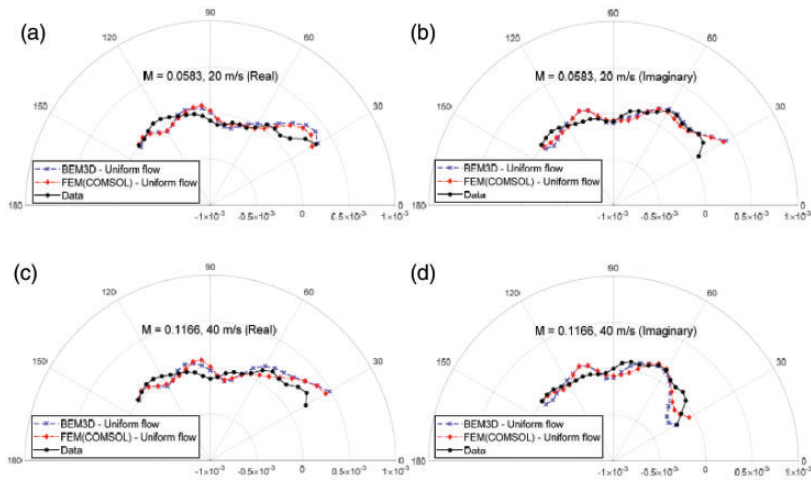 (a)
90
120
60
M = 0.0583, 20 m/s (Real)
150
30
BEM3D - Uniform flow
FEM(COMSOL) - Uniform flow
Data
180
0
-1×10⁻³ -0.5×10⁻³ 0 0.5×10⁻³ 1×10⁻³
(b)
90
120
60
M = 0.0583, 20 m/s (Imaginary)
150
30
BEM3D - Uniform flow
FEM(COMSOL) - Uniform flow
Data
180
0
-1×10⁻³ -0.5×10⁻³ 0 0.5×10⁻³ 1×10⁻³
(c)
90
120
60
M = 0.1166, 40 m/s (Real)
150
30
BEM3D - Uniform flow
FEM(COMSOL) - Uniform flow
Data
180
0
-1×10⁻³ -0.5×10⁻³ 0 0.5×10⁻³ 1×10⁻³
(d)
90
120
60
M = 0.1166, 40 m/s (Imaginary)
150
30
BEM3D - Uniform flow
FEM(COMSOL) - Uniform flow
Data
180
0
-1×10⁻³ -0.5×10⁻³ 0 0.5×10⁻³ 1×10⁻³